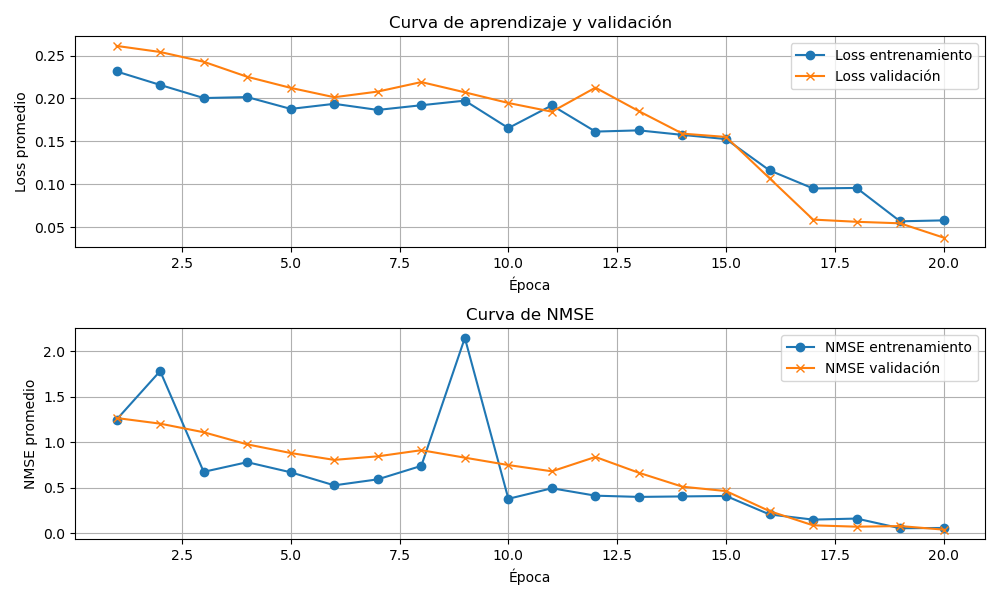 Curva de aprendizaje y validación
Loss promedio
0.25
0.20
0.15
0.10
0.05
Loss entrenamiento
Loss validación
2.5 5.0 7.5 10.0 12.5 15.0 17.5 20.0
Época
Curva de NMSE
NMSE promedio
2.0
1.5
1.0
0.5
0.0
NMSE entrenamiento
NMSE validación
2.5 5.0 7.5 10.0 12.5 15.0 17.5 20.0
Época